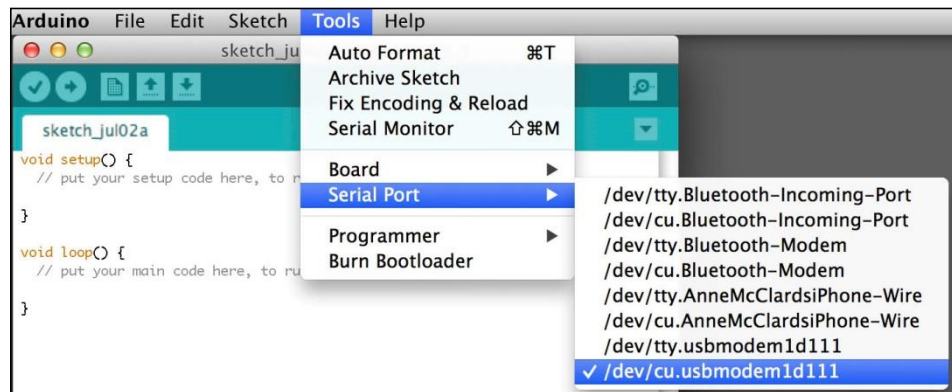 Arduino File Edit Sketch Tools Help
sketch_ju
Auto Format ⌘T
Archive Sketch
Fix Encoding & Reload
Serial Monitor ⇧⌘M
Board ▶
Serial Port ▶
Programmer ▶
Burn Bootloader
sketch_jul02a
void setup() {
// put your setup code here, to r
}
void loop() {
// put your main code here, to ru
}
/dev/tty.Bluetooth-Incoming-Port
/dev/cu.Bluetooth-Incoming-Port
/dev/tty.Bluetooth-Modem
/dev/cu.Bluetooth-Modem
/dev/tty.AnneMcClardsiPhone-Wire
/dev/cu.AnneMcClardsiPhone-Wire
/dev/tty.usbmodem1d111
✓ /dev/cu.usbmodem1d111